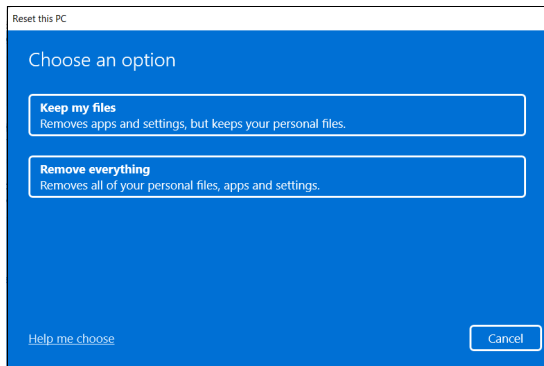 Reset this PC
Choose an option
Keep my files
Removes apps and settings, but keeps your personal files.
Remove everything
Removes all of your personal files, apps and settings.
Help me choose
Cancel